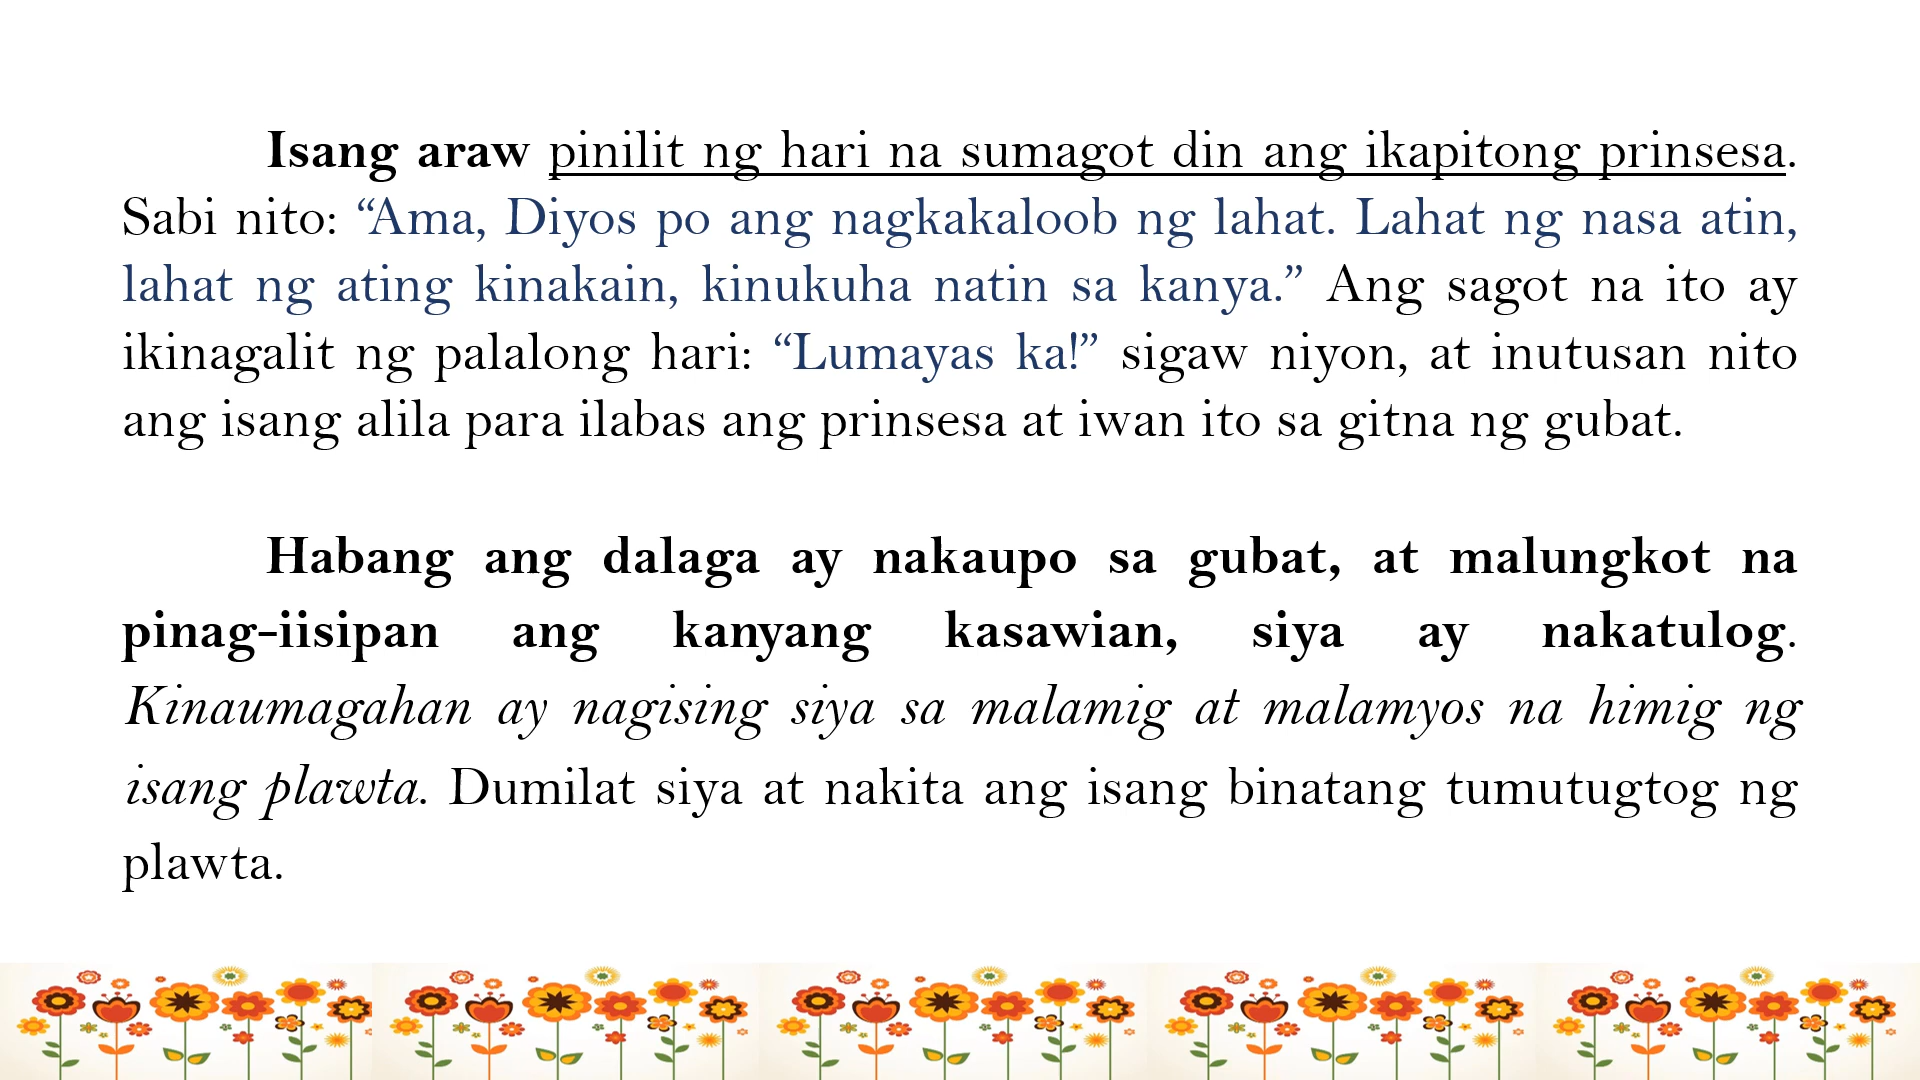 Isang araw pinilit ng hari na sumagot din ang ikapitong prinsesa.
Sabi nito: “Ama, Diyos po ang nagkakaloob ng lahat. Lahat ng nasa atin,
lahat ng ating kinakain, kinukuha natin sa kanya.” Ang sagot na ito ay
ikinagalit ng palalong hari: “Lumayas ka!” sigaw niyon, at inutusan nito
ang isang alila para ilabas ang prinsesa at iwan ito sa gitna ng gubat.
Habang ang dalaga ay nakaupo sa gubat, at malungkot na
pinag-iisipan ang kanyang kasawian, siya ay nakatulog.
Kinaumagahan ay nagising siya sa malamig at malamyos na himig ng
isang plawta. Dumilat siya at nakita ang isang binatang tumutugtog ng
plawta.